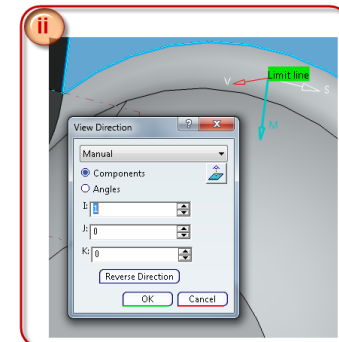 ii
Limit line
V
S
M
View Direction
Manual
Components
Angles
I:
J: 0
K: 0
Reverse Direction
OK
Cancel